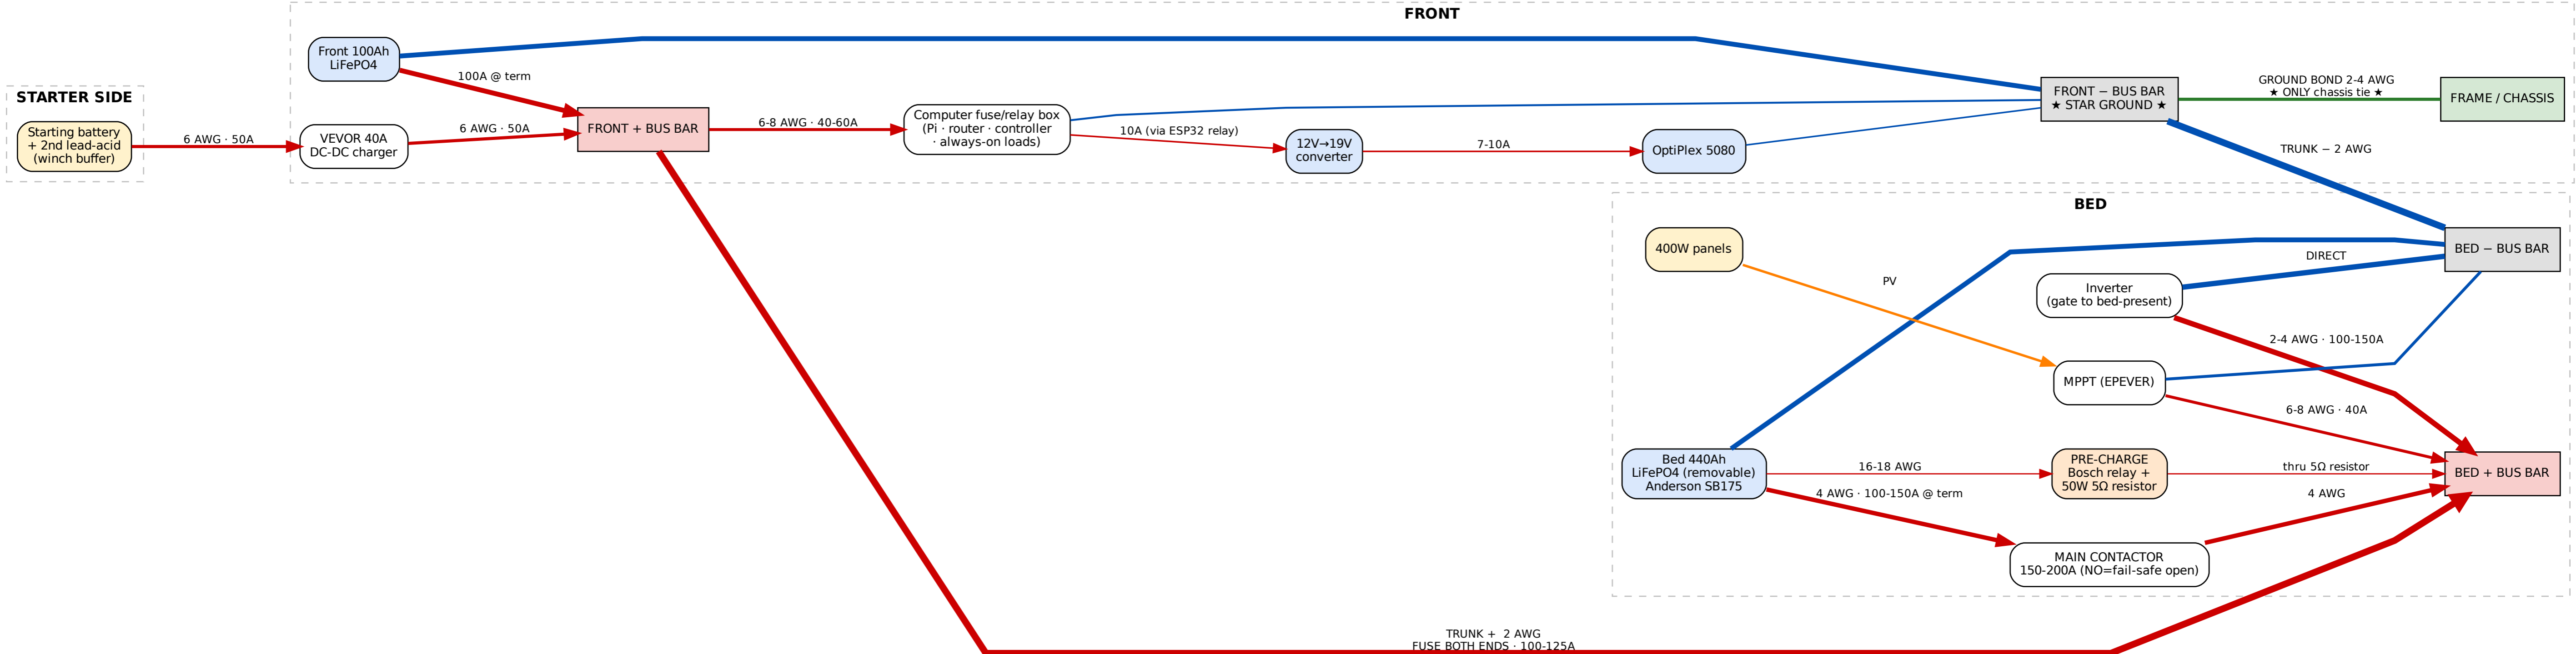 FRONT
Front 100Ah
LiFePO4
100A @ term
STARTER SIDE
Starting battery
+ 2nd lead-acid
(winch buffer)
6 AWG · 50A
VEVOR 40A
DC-DC charger
6 AWG · 50A
FRONT + BUS BAR
6-8 AWG · 40-60A
Computer fuse/relay box
(Pi · router · controller
· always-on loads)
10A (via ESP32 relay)
12V→19V
converter
7-10A
OptiPlex 5080
FRONT − BUS BAR
★ STAR GROUND ★
GROUND BOND 2-4 AWG
★ ONLY chassis tie ★
FRAME / CHASSIS
TRUNK − 2 AWG
BED
400W panels
PV
BED − BUS BAR
DIRECT
Inverter
(gate to bed-present)
2-4 AWG · 100-150A
MPPT (EPEVER)
6-8 AWG · 40A
Bed 440Ah
LiFePO4 (removable)
Anderson SB175
16-18 AWG
PRE-CHARGE
Bosch relay +
50W 5Ω resistor
thru 5Ω resistor
BED + BUS BAR
4 AWG · 100-150A @ term
4 AWG
MAIN CONTACTOR
150-200A (NO=fail-safe open)
TRUNK +  2 AWG
FUSE BOTH ENDS · 100-125A